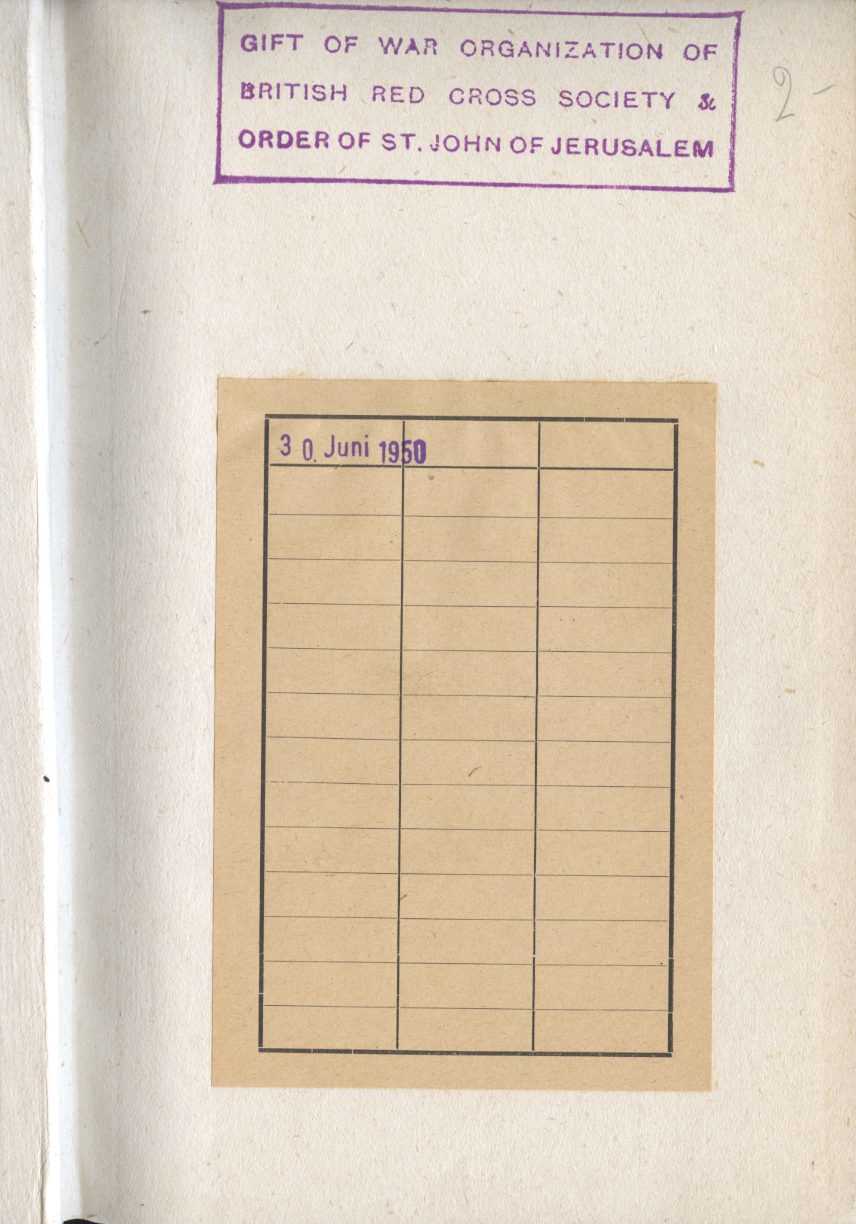 GIFT OF WAR ORGANIZATION OF
BRITISH RED CROSS SOCIETY &
ORDER OF ST. JOHN OF JERUSALEM
2-
30. Juni 1950